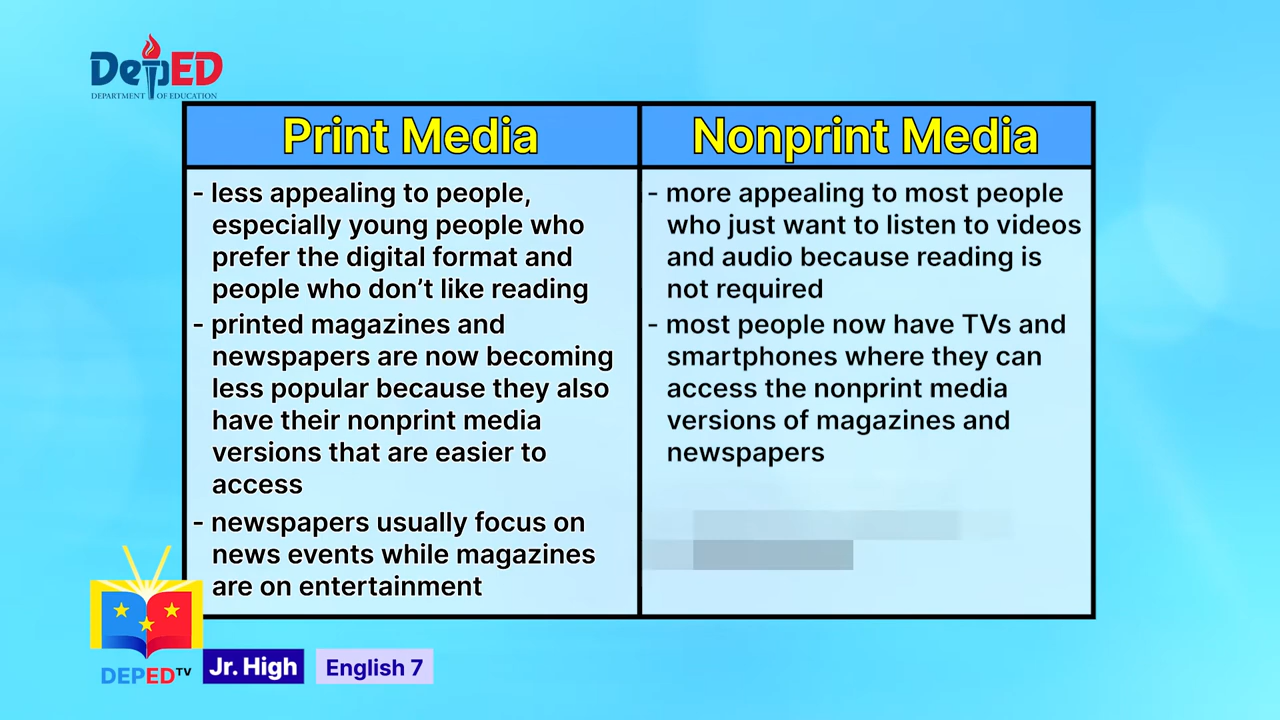 DepED
DEPARTMENT OF EDUCATION
Print Media
- less appealing to people,
especially young people who
prefer the digital format and
people who don't like reading
- printed magazines and
newspapers are now becoming
less popular because they also
have their nonprint media
versions that are easier to
access
- newspapers usually focus on
news events while magazines
are on entertainment
Nonprint Media
- more appealing to most people
who just want to listen to videos
and audio because reading is
not required
- most people now have TVs and
smartphones where they can
access the nonprint media
versions of magazines and
newspapers
DEPED TV
Jr. High
English 7